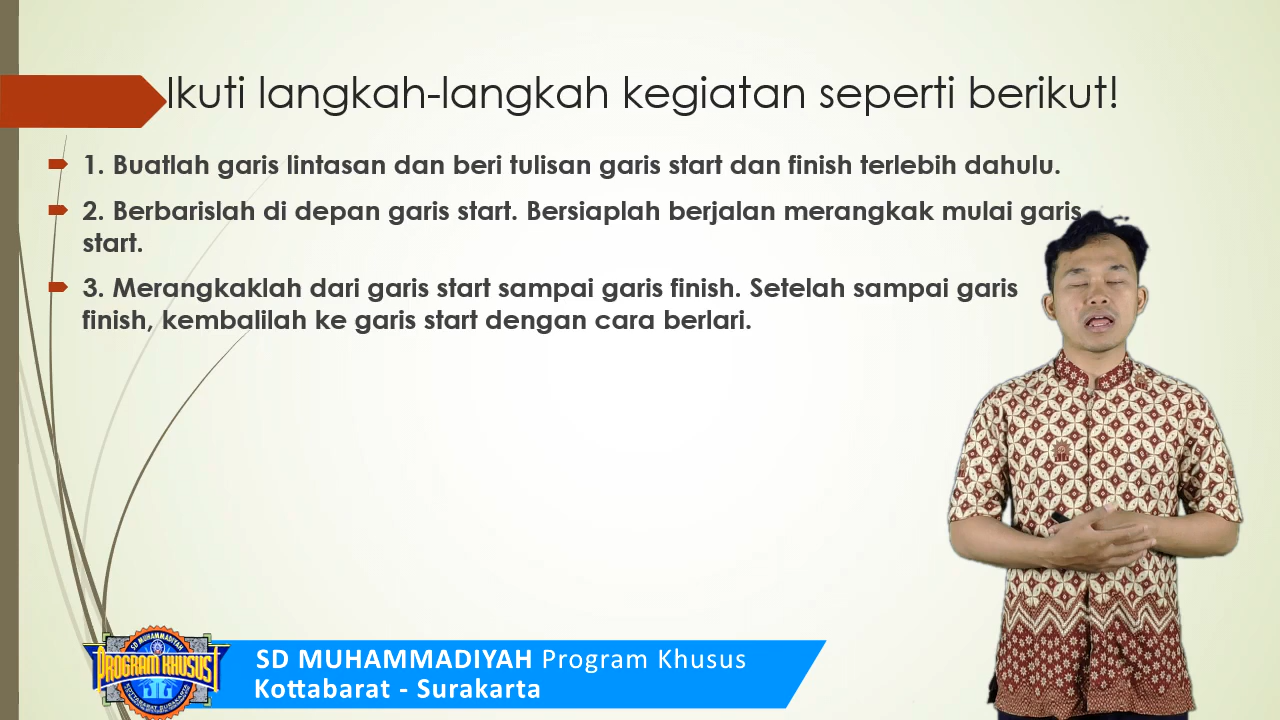 Ikuti langkah-langkah kegiatan seperti berikut!
1. Buatlah garis lintasan dan beri tulisan garis start dan finish terlebih dahulu.
2. Berbarislah di depan garis start. Bersiaplah berjalan merangkak mulai garis
start.
3. Merangkaklah dari garis start sampai garis finish. Setelah sampai garis
finish, kembalilah ke garis start dengan cara berlari.
SD MUHAMMADIYAH
PROGRAM KHUSUS
KOTTABARAT SURAKARTA
SD MUHAMMADIYAH Program Khusus
Kottabarat - Surakarta